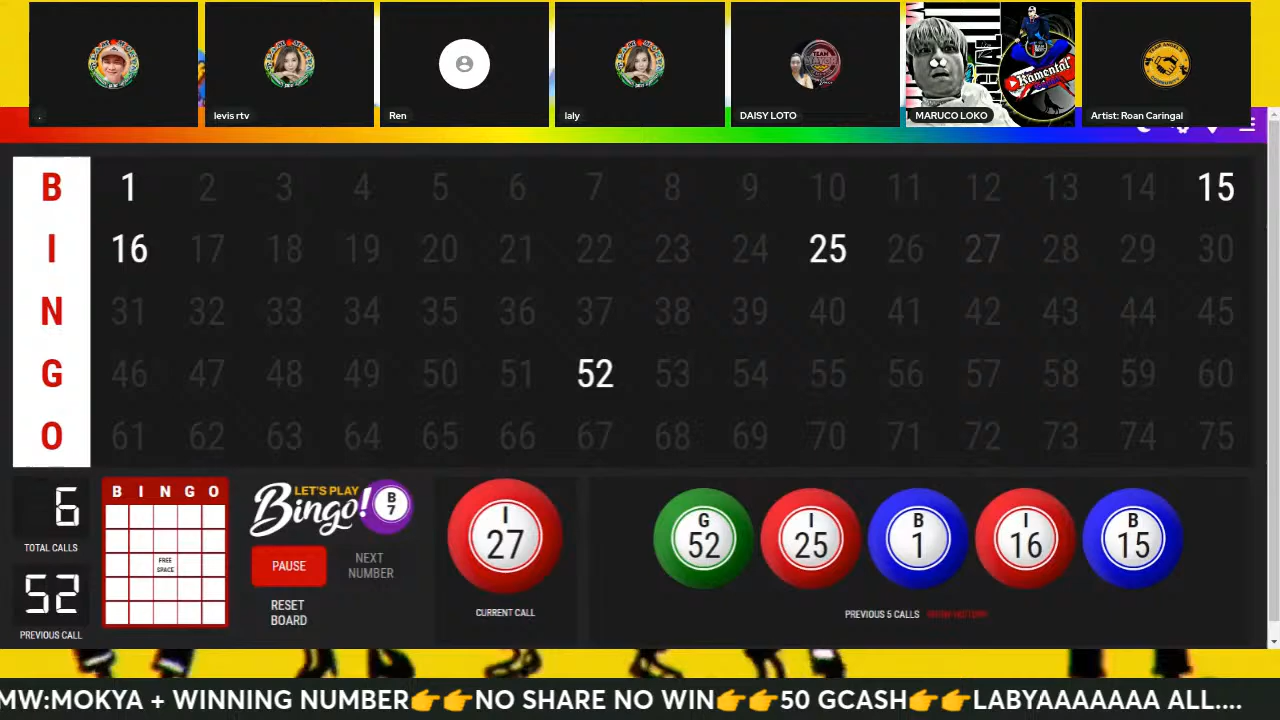 .
levis rtv
Ren
laly
DAISY LOTO
MARUCO LOKO
Artist: Roan Caringal
Ramental
B 1 2 3 4 5 6 7 8 9 10 11 12 13 14 15
I 16 17 18 19 20 21 22 23 24 25 26 27 28 29 30
N 31 32 33 34 35 36 37 38 39 40 41 42 43 44 45
G 46 47 48 49 50 51 52 53 54 55 56 57 58 59 60
O 61 62 63 64 65 66 67 68 69 70 71 72 73 74 75
6
TOTAL CALLS
52
PREVIOUS CALL
B I N G O
FREE
SPACE
LET'S PLAY
Bingo!
B
7
PAUSE
NEXT
NUMBER
RESET
BOARD
I
27
CURRENT CALL
G
52
I
25
B
1
I
16
B
15
PREVIOUS 5 CALLS
MW:MOKYA + WINNING NUMBER👉👉NO SHARE NO WIN👉👉50 GCASH👉👉LABYAAAAAAA ALL....